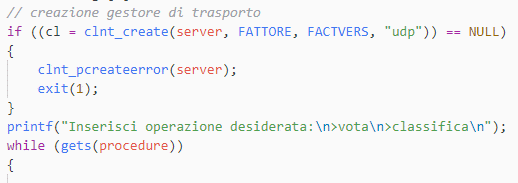 // creazione gestore di trasporto
if ((cl = clnt_create(server, FATTORE, FACTVERS, "udp")) == NULL)
{
clnt_pcreateerror(server);
exit(1);
}
printf("Inserisci operazione desiderata:\n>vota\n>classifica\n");
while (gets(procedure))
{